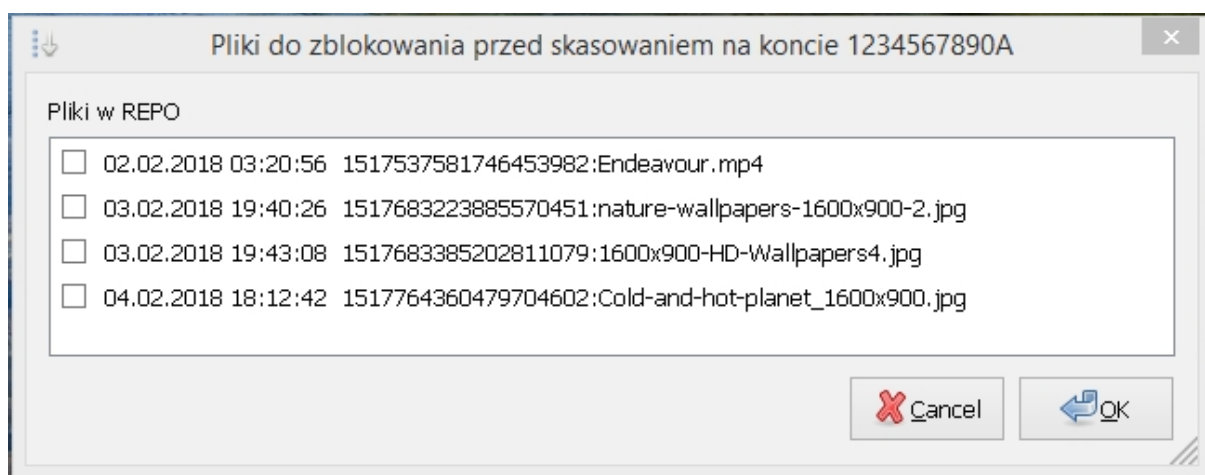 Pliki do zblokowania przed skasowaniem na koncie 1234567890A
Pliki w REPO
02.02.2018 03:20:56 1517537581746453982:Endeavour.mp4
03.02.2018 19:40:26 1517683223885570451:nature-wallpapers-1600x900-2.jpg
03.02.2018 19:43:08 1517683385202811079:1600x900-HD-Wallpapers4.jpg
04.02.2018 18:12:42 1517764360479704602:Cold-and-hot-planet_1600x900.jpg
Cancel OK